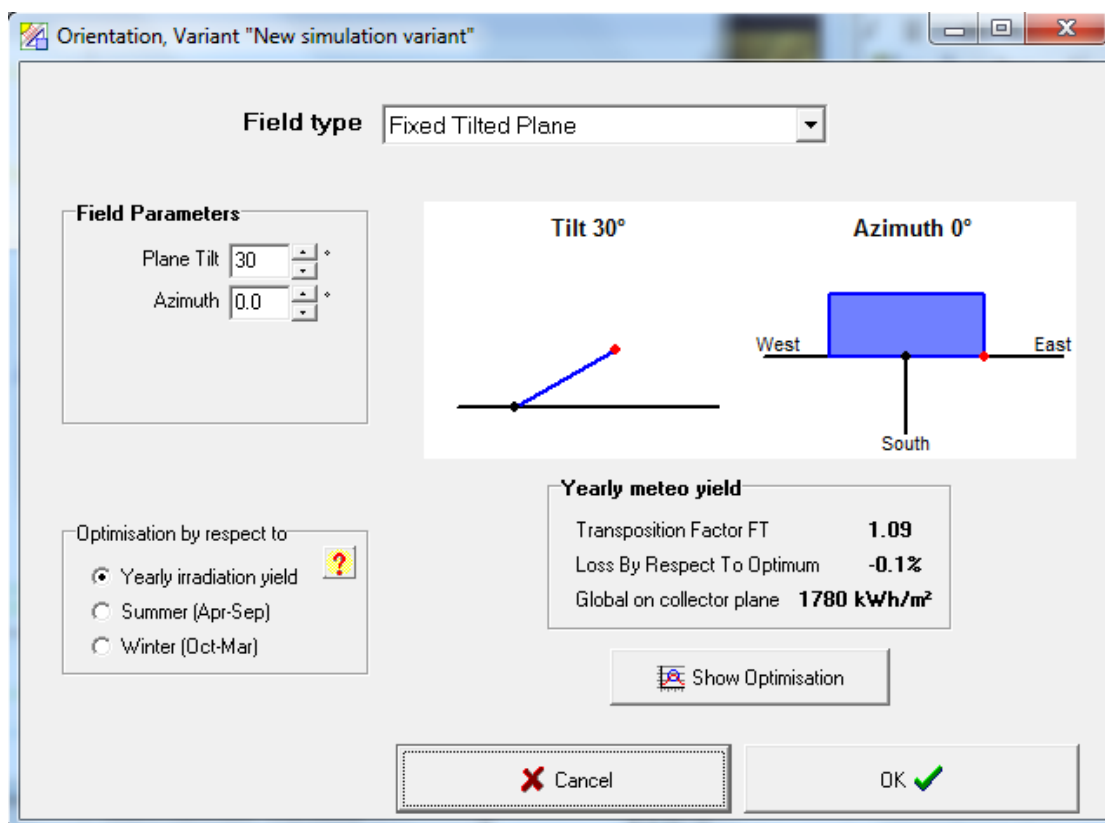 Orientation, Variant "New simulation variant"
Field type Fixed Tilted Plane
Field Parameters
Plane Tilt 30 °
Azimuth 0.0 °
Tilt 30° Azimuth 0°
West East
South
Optimisation by respect to
?
Yearly irradiation yield
Summer (Apr-Sep)
Winter (Oct-Mar)
Yearly meteo yield
Transposition Factor FT 1.09
Loss By Respect To Optimum -0.1%
Global on collector plane 1780 kWh/m²
Show Optimisation
Cancel OK